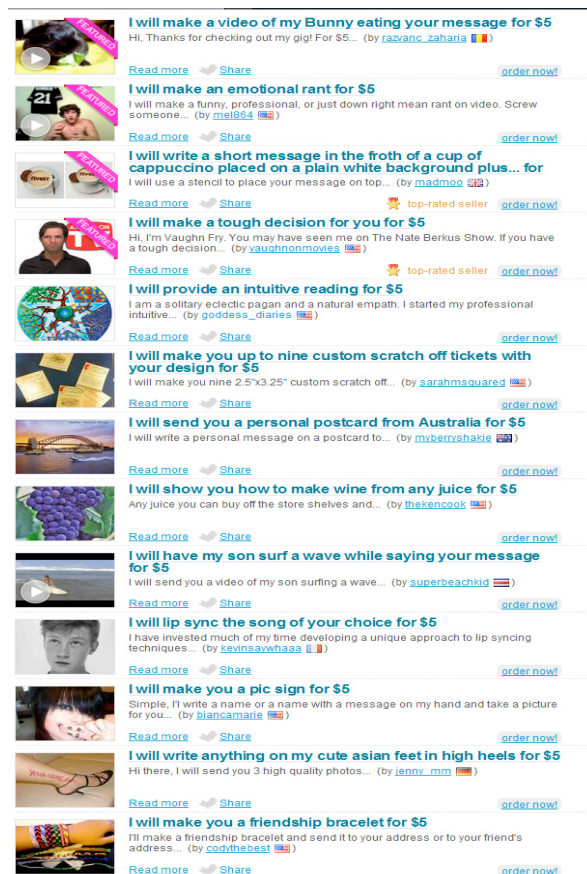 FEATURED
I will make a video of my Bunny eating your message for $5
Hi, Thanks for checking out my gig! For $5... (by razvanc_zaharia )
Read more Share order now!
FEATURED
I will make an emotional rant for $5
21
I will make a funny, professional, or just down right mean rant on video. Screw
someone... (by mel864 )
Read more Share order now!
FEATURED
I will write a short message in the froth of a cup of
cappuccino placed on a plain white background plus... for
I will use a stencil to place your message on top... (by madmoo )
Read more Share top-rated seller order now!
FEATURED
I will make a tough decision for you for $5
Hi, I'm Vaughn Fry. You may have seen me on The Nate Berkus Show. If you have
a tough decision... (by vaughnonmovies )
Read more Share top-rated seller order now!
I will provide an intuitive reading for $5
I am a solitary eclectic pagan and a natural empath. I started my professional
intuitive... (by goddess_diaries )
Read more Share order now!
I will make you up to nine custom scratch off tickets with
your design for $5
I will make you nine 2.5"x3.25" custom scratch off... (by sarahmsquared )
Read more Share order now!
I will send you a personal postcard from Australia for $5
I will write a personal message on a postcard to... (by myberryshakie )
Read more Share order now!
I will show you how to make wine from any juice for $5
Any juice you can buy off the store shelves and... (by thekencook )
Read more Share order now!
I will have my son surf a wave while saying your message
for $5
I will send you a video of my son surfing a wave... (by superbeachkid )
Read more Share order now!
I will lip sync the song of your choice for $5
I have invested much of my time developing a unique approach to lip syncing
techniques... (by kevinsaywhaaa )
Read more Share order now!
I will make you a pic sign for $5
Simple, I'l write a name or a name with a message on my hand and take a picture
for you... (by biancamarie )
Read more Share order now!
I will write anything on my cute asian feet in high heels for $5
Hi there, I will send you 3 high quality photos... (by jenny_mm )
Read more Share order now!
I will make you a friendship bracelet for $5
I'll make a friendship bracelet and send it to your address or to your friend's
address... (by codythebest )
Read more Share order now!